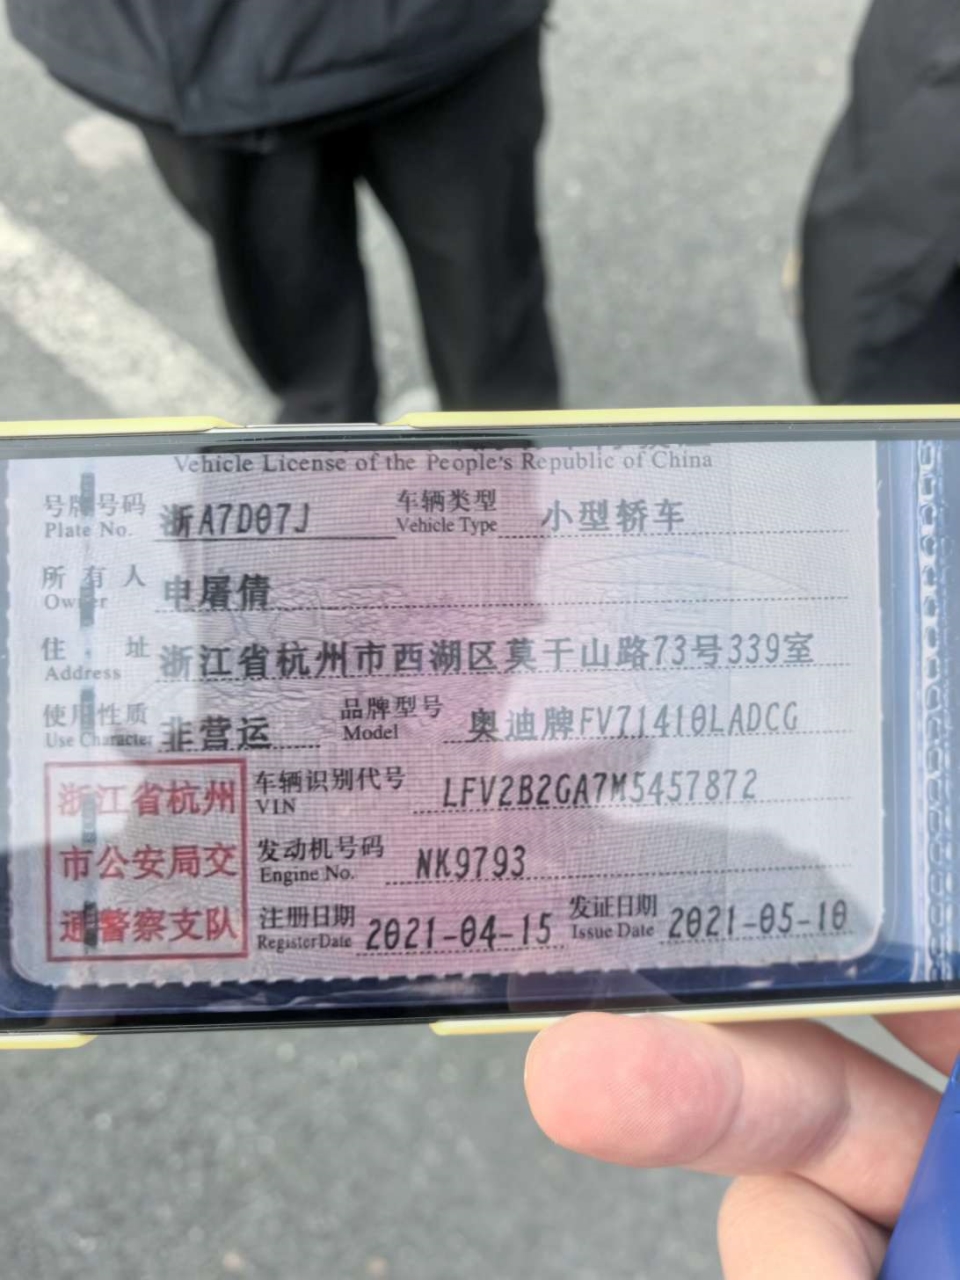 Vehicle License of the People's Republic of China
号牌号码 浙A7D07J 车辆类型 小型轿车
Plate No. Vehicle Type
所有人 申屠倩
Owner
住址 浙江省杭州市西湖区莫干山路73号339室
Address
使用性质 非营运 品牌型号 奥迪牌FV71410LADCG
Use Character Model
浙江省杭州 车辆识别代号 LFV2B2GA7M5457872
VIN
市公安局交 发动机号码 NK9793
Engine No.
通警察支队 注册日期 2021-04-15 发证日期 2021-05-10
Register Date Issue Date